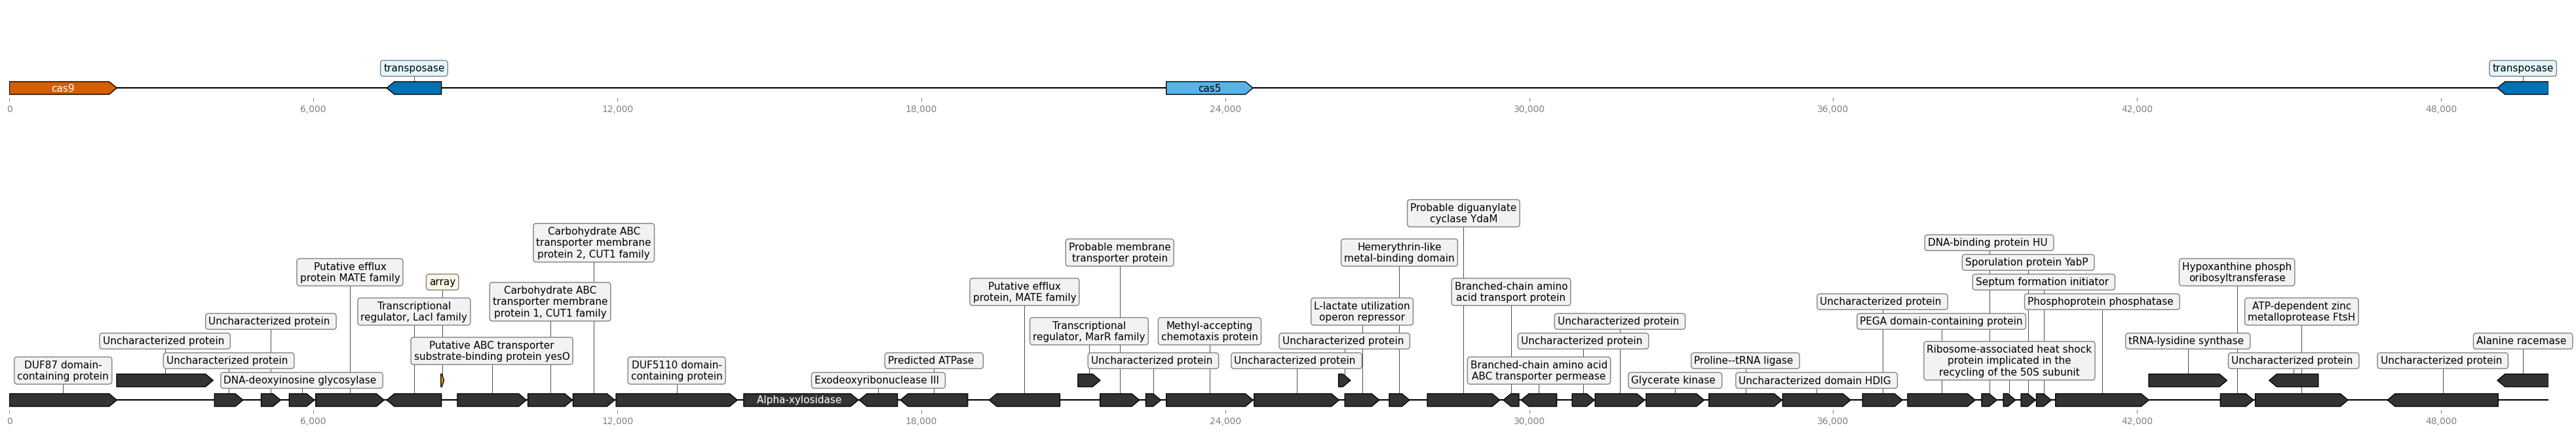 transposase
transposase
cas9
cas5
0
6,000
12,000
18,000
24,000
30,000
36,000
42,000
48,000
Probable diguanylate
cyclase YdaM
Carbohydrate ABC
transporter membrane
protein 2, CUT1 family
Probable membrane
transporter protein
Hemerythrin-like
metal-binding domain
DNA-binding protein HU
Putative efflux
protein MATE family
Sporulation protein YabP
Hypoxanthine phosph
oribosyltransferase
array
Septum formation initiator
Carbohydrate ABC
transporter membrane
protein 1, CUT1 family
Putative efflux
protein, MATE family
Branched-chain amino
acid transport protein
Uncharacterized protein
Phosphoprotein phosphatase
Transcriptional
regulator, LacI family
L-lactate utilization
operon repressor
ATP-dependent zinc
metalloprotease FtsH
Uncharacterized protein
Uncharacterized protein
PEGA domain-containing protein
Transcriptional
regulator, MarR family
Methyl-accepting
chemotaxis protein
Uncharacterized protein
Uncharacterized protein
Uncharacterized protein
tRNA-lysidine synthase
Alanine racemase
Putative ABC transporter
substrate-binding protein yesO
Ribosome-associated heat shock
protein implicated in the
recycling of the 50S subunit
DUF87 domain-
containing protein
Uncharacterized protein
DUF5110 domain-
containing protein
Predicted ATPase
Uncharacterized protein
Uncharacterized protein
Branched-chain amino acid
ABC transporter permease
Proline--tRNA ligase
Uncharacterized protein
Uncharacterized protein
DNA-deoxyinosine glycosylase
Exodeoxyribonuclease III
Glycerate kinase
Uncharacterized domain HDIG
Alpha-xylosidase
0
6,000
12,000
18,000
24,000
30,000
36,000
42,000
48,000